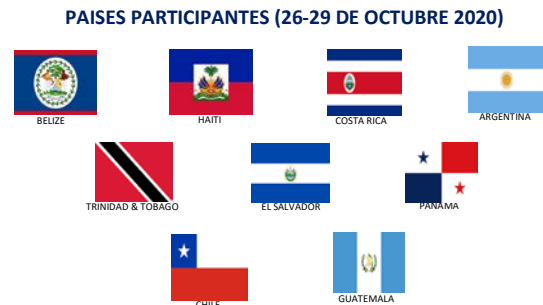 PAISES PARTICIPANTES (26-29 DE OCTUBRE 2020)
BELIZE
HAITI
COSTA RICA
ARGENTINA
TRINIDAD & TOBAGO
EL SALVADOR
PANAMA
CHILE
GUATEMALA